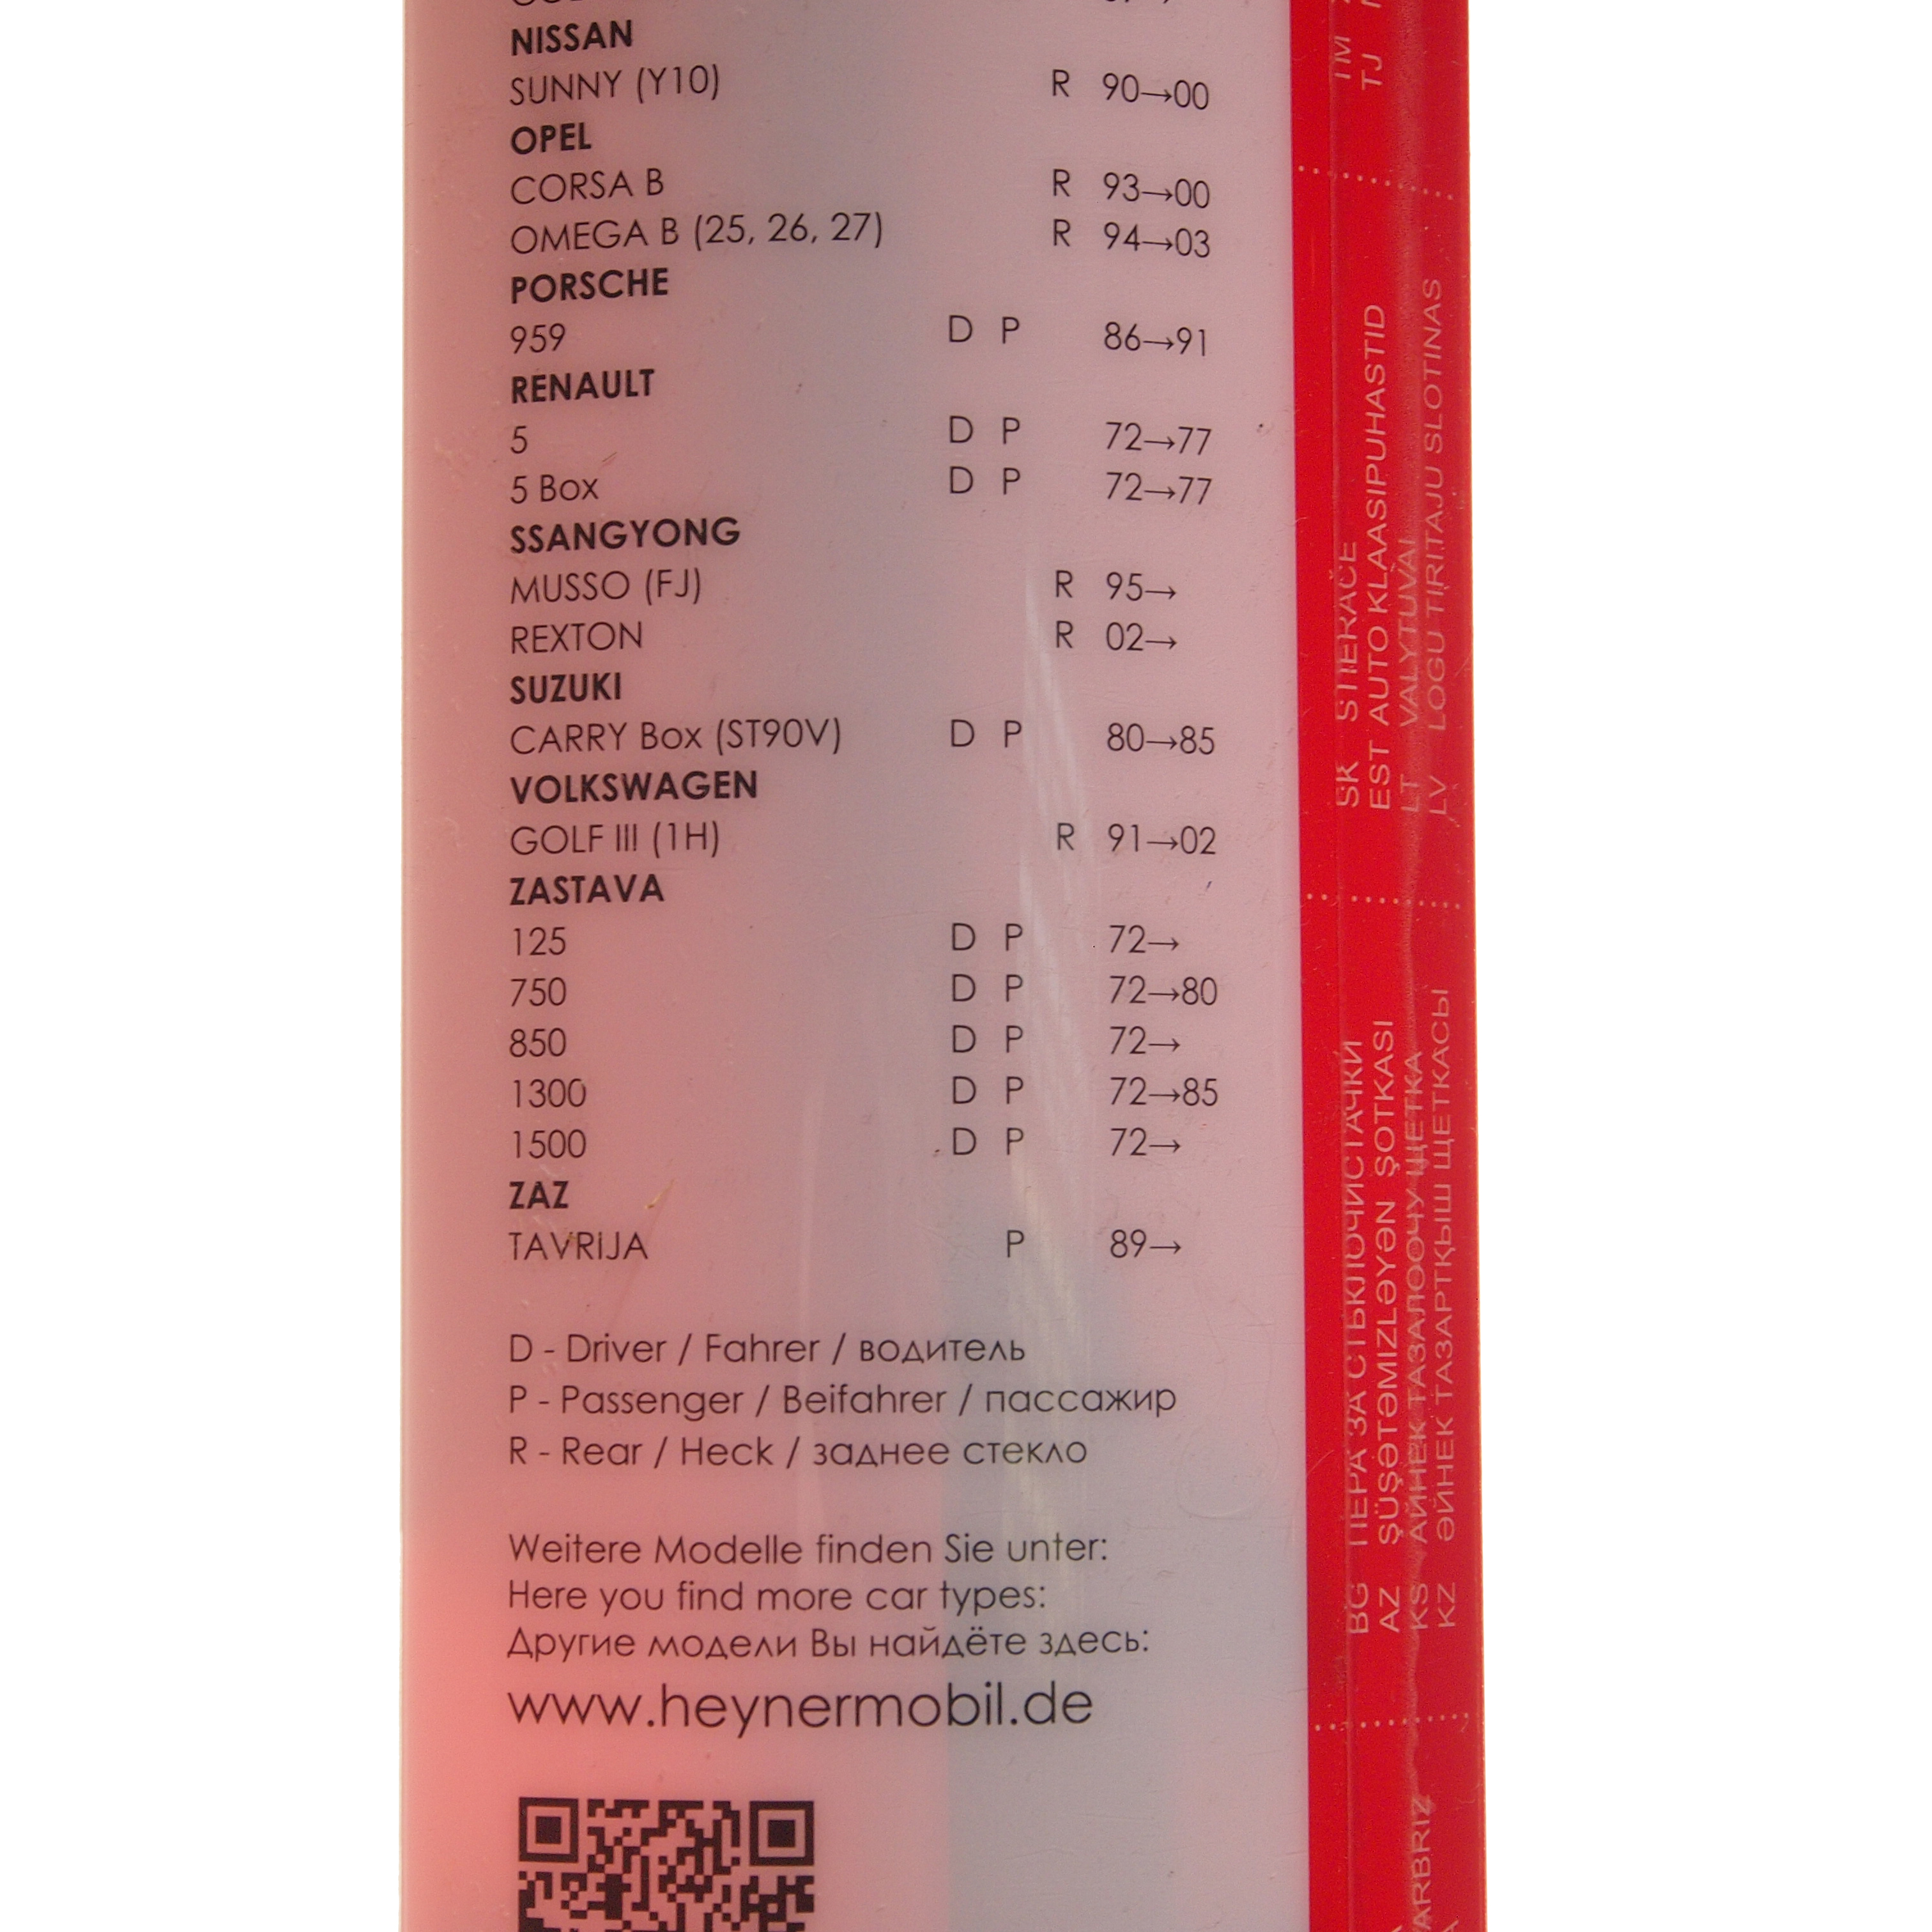 NISSAN
SUNNY (Y10) R 90→00
OPEL
CORSA B R 93→00
OMEGA B (25, 26, 27) R 94→03
PORSCHE
959 D P 86→91
RENAULT
5 D P 72→77
5 Box D P 72→77
SSANGYONG
MUSSO (FJ) R 95→
REXTON R 02→
SUZUKI
CARRY Box (ST90V) D P 80→85
VOLKSWAGEN
GOLF III (1H) R 91→02
ZASTAVA
125 D P 72→
750 D P 72→80
850 D P 72→
1300 D P 72→85
1500 D P 72→
ZAZ
TAVRIJA P 89→
D - Driver / Fahrer / водитель
P - Passenger / Beifahrer / пассажир
R - Rear / Heck / заднее стекло
Weitere Modelle finden Sie unter:
Here you find more car types:
Другие модели Вы найдёте здесь:
www.heynermobil.de
TM
TJ
SK STIERAČE
EST AUTO KLAASIPUHASTID
LT VALYTUVAI
LV LOGU TĪRĪTĀJU SLOTIŅAS
BG ПЕРА ЗА СТЪКЛОЧИСТАЧКИ
AZ ŞÜŞƏTƏMIZLƏYƏN ŞOTKASI
KS АЙНЕК ТАЗАЛООЧУ ЩЕТКА
KZ ӘЙНЕК ТАЗАРТҚЫШ ЩЕТКАСЫ